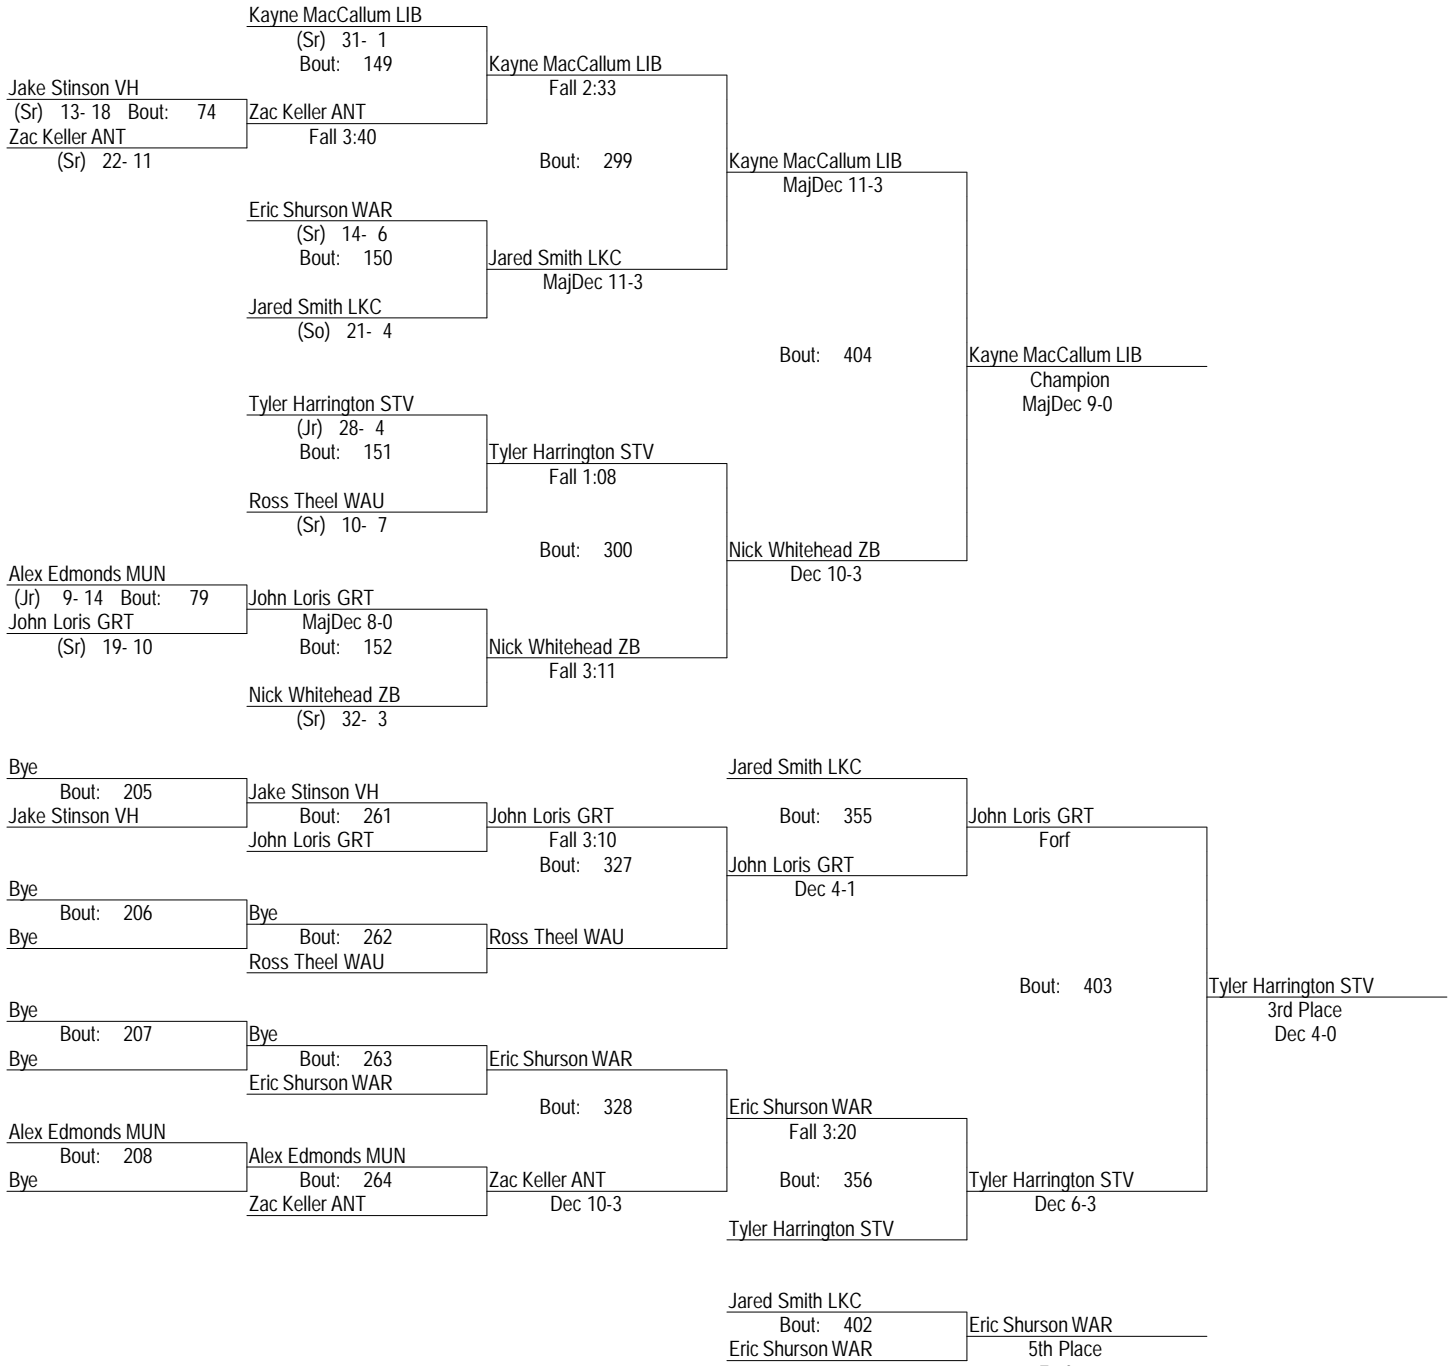 Kayne MacCallum LIB
(Sr) 31- 1
Bout: 149
Kayne MacCallum LIB
Fall 2:33
Jake Stinson VH
(Sr) 13- 18 Bout: 74
Zac Keller ANT
Fall 3:40
Zac Keller ANT
(Sr) 22- 11
Bout: 299
Kayne MacCallum LIB
MajDec 11-3
Eric Shurson WAR
(Sr) 14- 6
Bout: 150
Jared Smith LKC
MajDec 11-3
Jared Smith LKC
(So) 21- 4
Bout: 404
Kayne MacCallum LIB
Champion
MajDec 9-0
Tyler Harrington STV
(Jr) 28- 4
Bout: 151
Tyler Harrington STV
Fall 1:08
Ross Theel WAU
(Sr) 10- 7
Bout: 300
Nick Whitehead ZB
Dec 10-3
Alex Edmonds MUN
(Jr) 9- 14 Bout: 79
John Loris GRT
MajDec 8-0
John Loris GRT
(Sr) 19- 10
Bout: 152
Nick Whitehead ZB
Fall 3:11
Nick Whitehead ZB
(Sr) 32- 3
Bye
Bout: 205
Jake Stinson VH
Jake Stinson VH
Bout: 261
John Loris GRT
John Loris GRT
Fall 3:10
Bout: 327
Jared Smith LKC
Bout: 355
John Loris GRT
Forf
John Loris GRT
Dec 4-1
Bye
Bout: 206
Bye
Bye
Bout: 262
Ross Theel WAU
Ross Theel WAU
Bout: 403
Tyler Harrington STV
3rd Place
Dec 4-0
Bye
Bout: 207
Bye
Bye
Bout: 263
Eric Shurson WAR
Eric Shurson WAR
Bout: 328
Eric Shurson WAR
Fall 3:20
Alex Edmonds MUN
Bout: 208
Bye
Alex Edmonds MUN
Bout: 264
Zac Keller ANT
Zac Keller ANT
Dec 10-3
Bout: 356
Tyler Harrington STV
Dec 6-3
Tyler Harrington STV
Jared Smith LKC
Bout: 402
Eric Shurson WAR
Eric Shurson WAR
5th Place